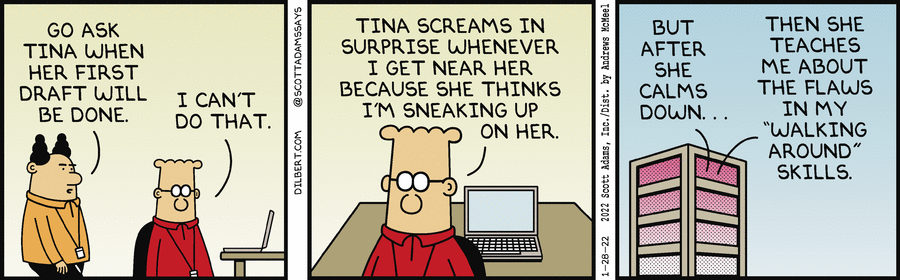 GO ASK
TINA WHEN
HER FIRST
DRAFT WILL
BE DONE.
I CAN'T
DO THAT.
DILBERT.COM @SCOTTADAMSSAYS
TINA SCREAMS IN
SURPRISE WHENEVER
I GET NEAR HER
BECAUSE SHE THINKS
I'M SNEAKING UP
ON HER.
1-28-22 2022 Scott Adams, Inc./Dist. by Andrews McMeel
BUT
AFTER
SHE
CALMS
DOWN...
THEN SHE
TEACHES
ME ABOUT
THE FLAWS
IN MY
"WALKING
AROUND"
SKILLS.